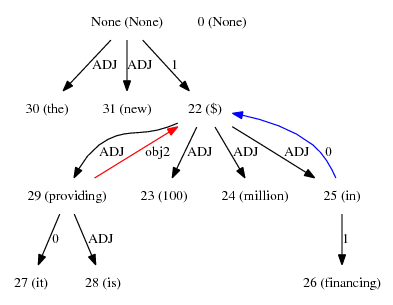 None (None) 0 (None)
ADJ ADJ 1
30 (the) 31 (new) 22 ($)
ADJ obj2 ADJ ADJ ADJ 0
29 (providing) 23 (100) 24 (million) 25 (in)
0 ADJ 1
27 (it) 28 (is) 26 (financing)